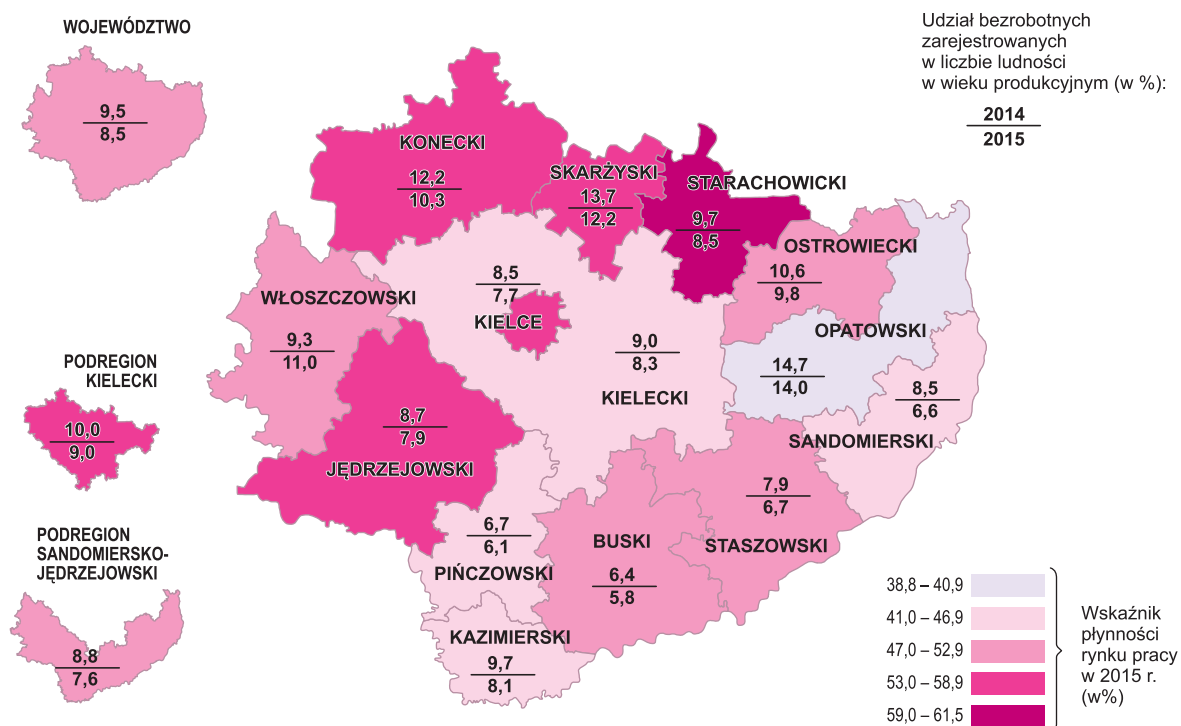 WOJEWÓDZTWO
9,5
8,5
PODREGION
KIELECKI
10,0
9,0
PODREGION
SANDOMIERSKO-
JĘDRZEJOWSKI
8,8
7,6
KONECKI
12,2
10,3
SKARŻYSKI
13,7
12,2
STARACHOWICKI
9,7
8,5
OSTROWIECKI
10,6
9,8
WŁOSZCZOWSKI
9,3
11,0
8,5
7,7
KIELCE
9,0
8,3
KIELECKI
OPATOWSKI
14,7
14,0
8,5
6,6
SANDOMIERSKI
8,7
7,9
JĘDRZEJOWSKI
7,9
6,7
STASZOWSKI
6,7
6,1
PIŃCZOWSKI
BUSKI
6,4
5,8
KAZIMIERSKI
9,7
8,1
Udział bezrobotnych
zarejestrowanych
w liczbie ludności
w wieku produkcyjnym (w %):
2014
2015
38,8 – 40,9
41,0 – 46,9
47,0 – 52,9
53,0 – 58,9
59,0 – 61,5
Wskaźnik
płynności
rynku pracy
w 2015 r.
(w%)